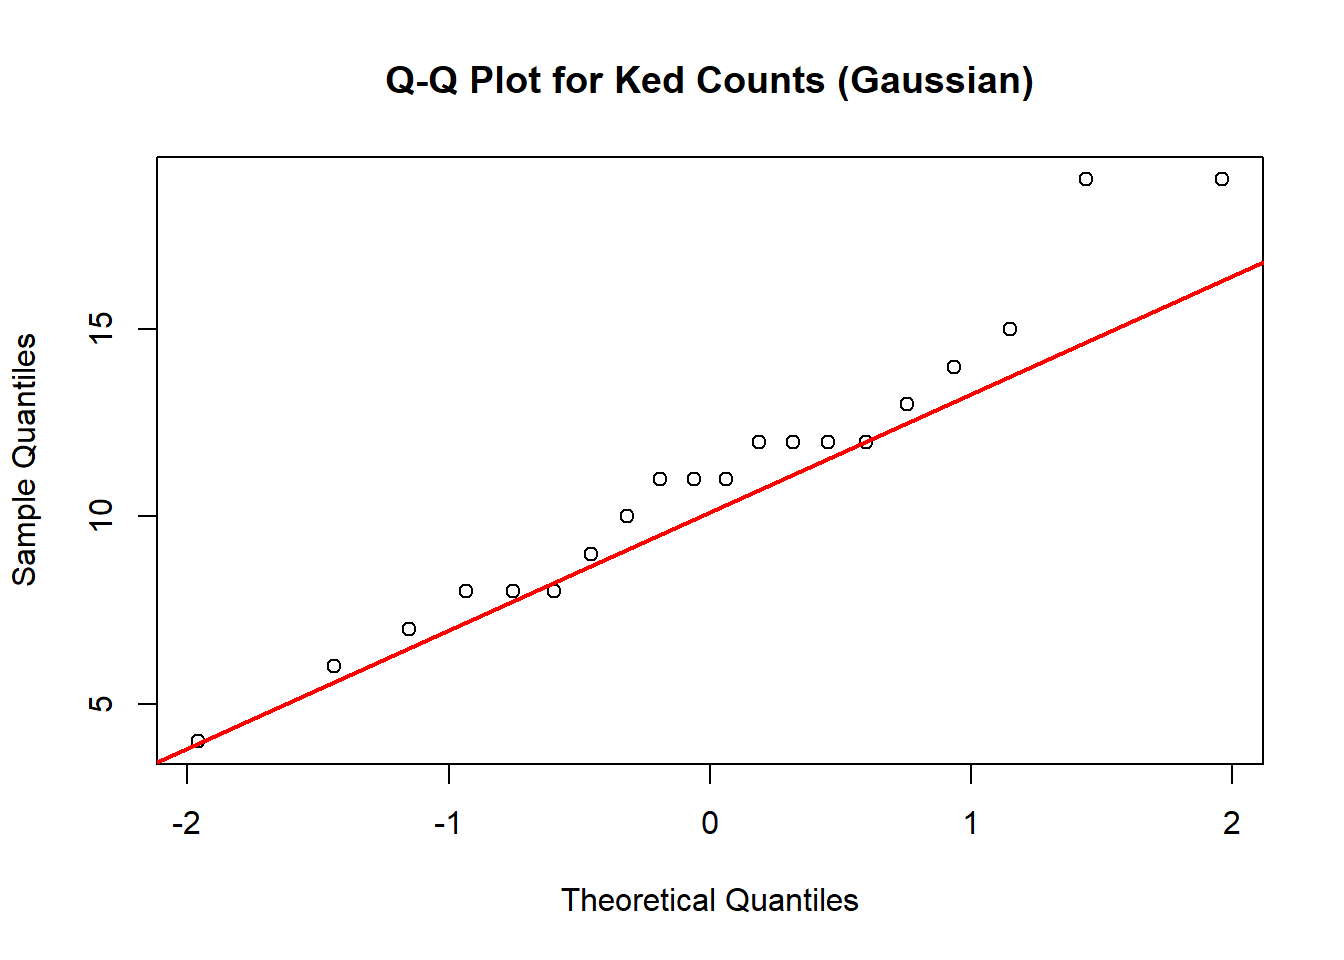 Q-Q Plot for Ked Counts (Gaussian)
Sample Quantiles
15
10
5
-2 -1 0 1 2
Theoretical Quantiles